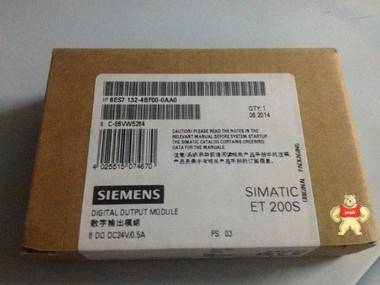 1P 6ES7 132-4BF00-0AA0
QTY: 1
08.2014
S C-E6VW5264
CAUTION! PLEASE READ THE NOTES IN THE
RELEVANT MANUAL BEFORE SYSTEM STARTUP
THE SIMATIC CATALOG CONTAINS ORDERING
DATA FOR THE MANUALS.
ORIGINAL PACKAGING
SIEMENS
SIMATIC
ET 200S
DIGITAL OUTPUT MODULE
数字输出模块
8 DO DC24V/0.5A
FS: 03